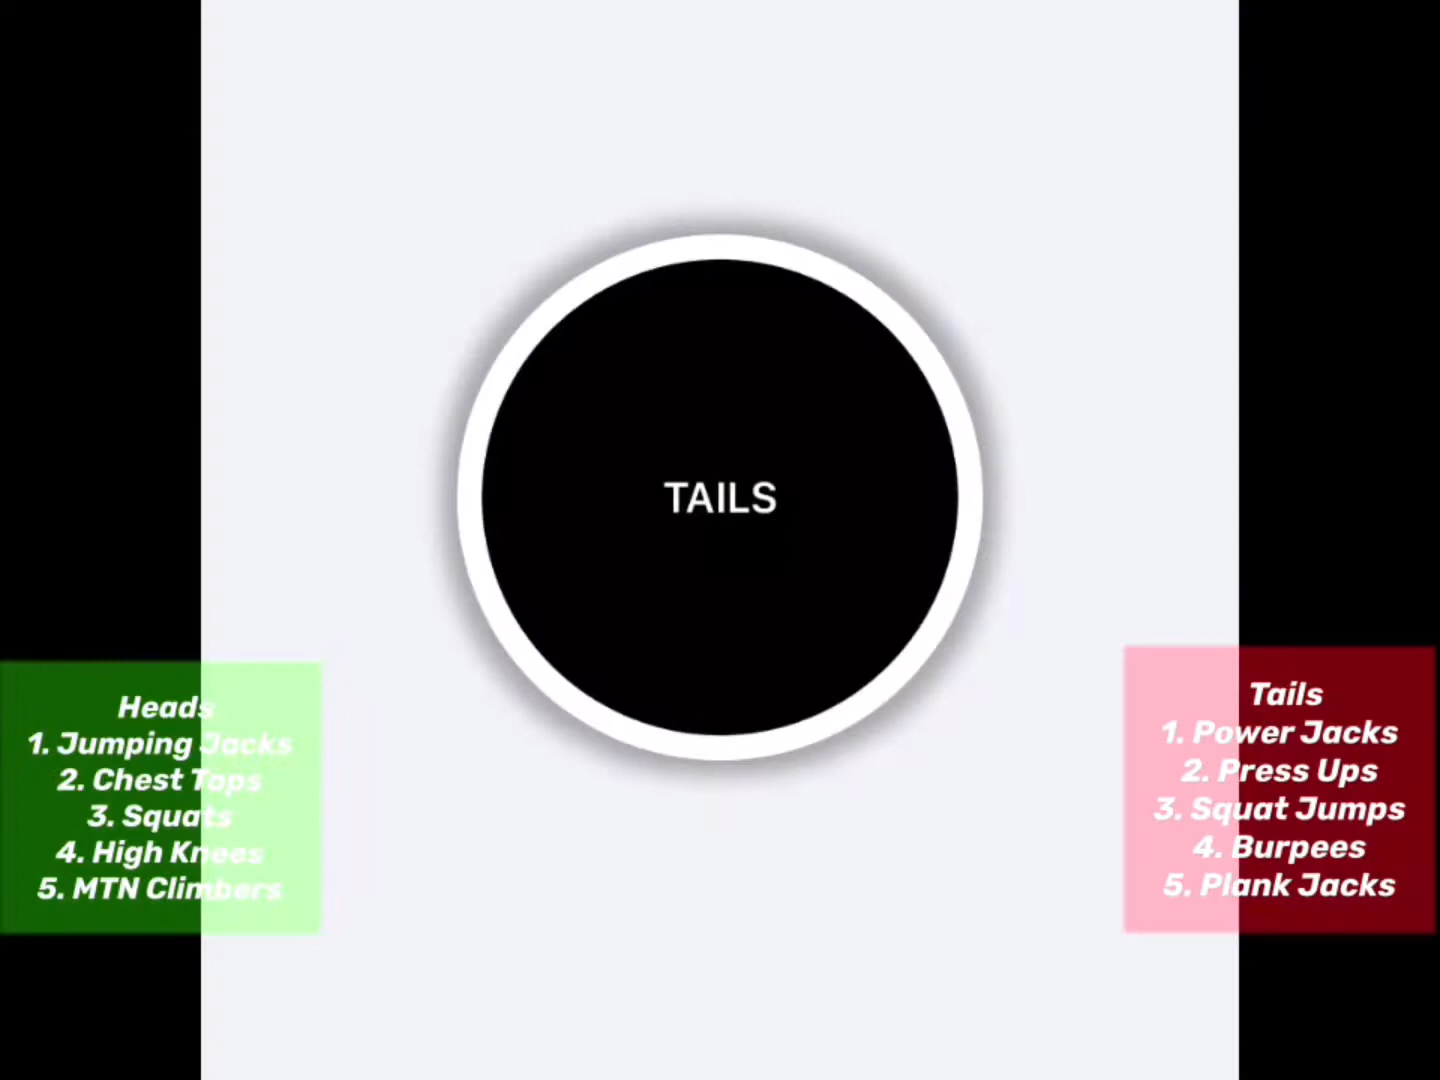 TAILS
Heads
1. Jumping Jacks
2. Chest Taps
3. Squats
4. High Knees
5. MTN Climbers
Tails
1. Power Jacks
2. Press Ups
3. Squat Jumps
4. Burpees
5. Plank Jacks